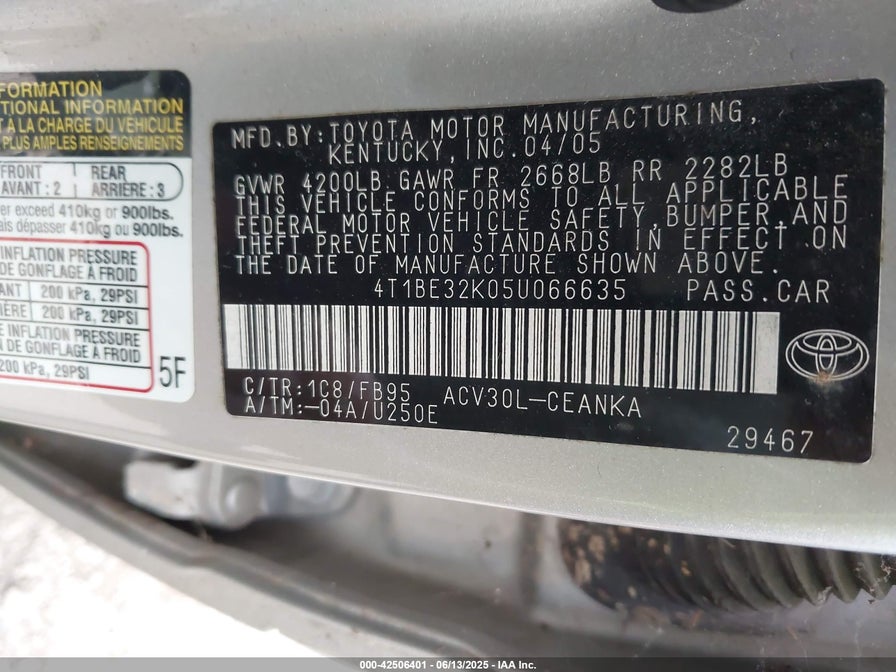 FORMATION
TIONAL INFORMATION
T À LA CHARGE DU VÉHICULE
PLUS AMPLES RENSEIGNEMENTS
FRONT REAR
AVANT : 2 ARRIÈRE : 3
er exceed 410kg or 900lbs.
ais dépasser 410kg ou 900lbs.
INFLATION PRESSURE
DE GONFLAGE À FROID
ANT 200 kPa, 29PSI
IÈRE 200 kPa, 29PSI
E INFLATION PRESSURE
DE GONFLAGE À FROID
200 kPa, 29PSI
5F
MFD.BY:TOYOTA MOTOR MANUFACTURING,
KENTUCKY,INC.04/05
GVWR 4200LB GAWR FR 2668LB RR 2282LB
THIS VEHICLE CONFORMS TO ALL APPLICABLE
FEDERAL MOTOR VEHICLE SAFETY,BUMPER,AND
THEFT PREVENTION STANDARDS IN EFFECT ON
THE DATE OF MANUFACTURE SHOWN ABOVE.
4T1BE32K05U066635 PASS.CAR
C/TR:1C8/FB95 ACV30L-CEANKA
A/TM:-04A/U250E
29467
000-42506401 - 06/13/2025 - IAA Inc.